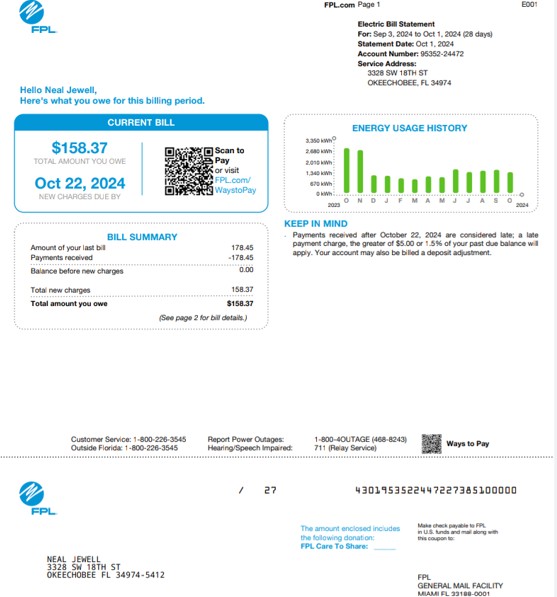 FPL.com Page 1
E001
FPL
Electric Bill Statement
For: Sep 3, 2024 to Oct 1, 2024 (28 days)
Statement Date: Oct 1, 2024
Account Number: 95352-24472
Service Address:
3328 SW 18TH ST
OKEECHOBEE, FL 34974
Hello Neal Jewell,
Here's what you owe for this billing period.
CURRENT BILL
$158.37
TOTAL AMOUNT YOU OWE
Oct 22, 2024
NEW CHARGES DUE BY
Scan to
Pay
or visit
FPL.com/
WaystoPay
ENERGY USAGE HISTORY
3,350 kWh
2,680 kWh
2,010 kWh
1,340 kWh
670 kWh
0 kWh
O N D J F M A M J J A S O
2023 2024
KEEP IN MIND
- Payments received after October 22, 2024 are considered late; a late
payment charge, the greater of $5.00 or 1.5% of your past due balance will
apply. Your account may also be billed a deposit adjustment.
BILL SUMMARY
Amount of your last bill 178.45
Payments received -178.45
Balance before new charges 0.00
Total new charges 158.37
Total amount you owe $158.37
(See page 2 for bill details.)
Customer Service: 1-800-226-3545
Outside Florida: 1-800-226-3545
Report Power Outages: 1-800-4OUTAGE (468-8243)
Hearing/Speech Impaired: 711 (Relay Service)
Ways to Pay
FPL
/ 27 4301953522447227385100000
The amount enclosed includes
the following donation:
FPL Care To Share: ______
Make check payable to FPL
in U.S. funds and mail along with
this coupon to:
NEAL JEWELL
3328 SW 18TH ST
OKEECHOBEE FL 34974-5412
FPL
GENERAL MAIL FACILITY
MIAMI FL 33188-0001